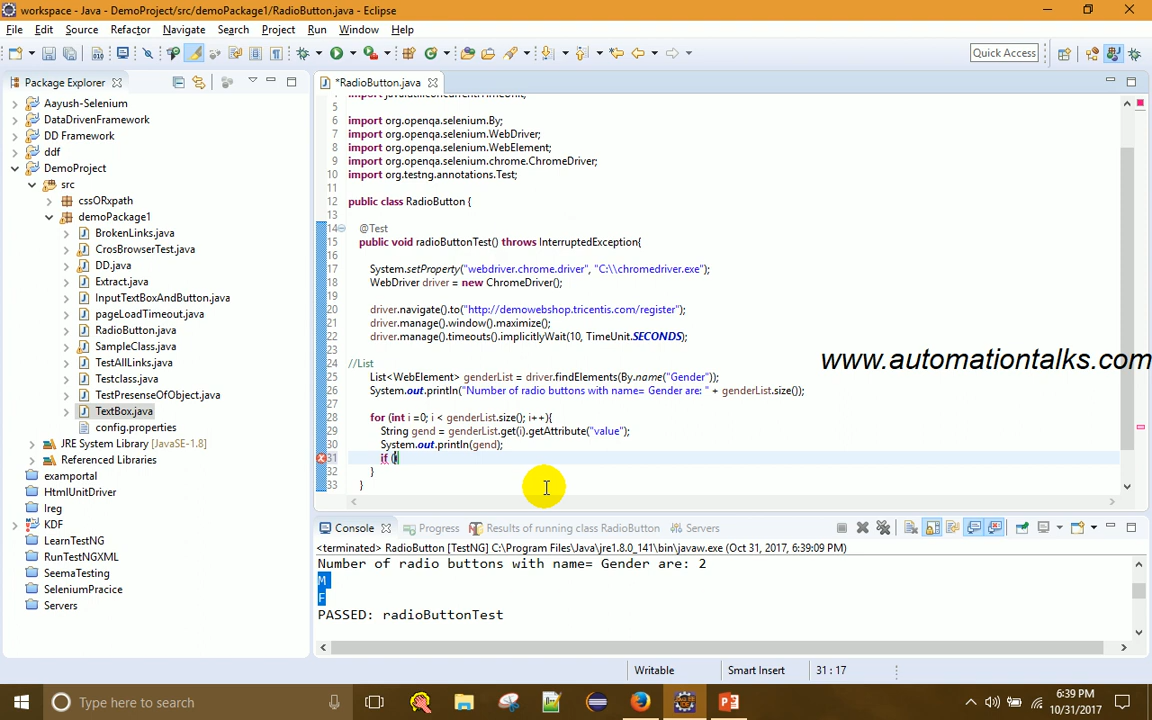 workspace - Java - DemoProject/src/demoPackage1/RadioButton.java - Eclipse
File Edit Source Refactor Navigate Search Project Run Window Help
Quick Access
Package Explorer
*RadioButton.java
Aayush-Selenium
DataDrivenFramework
DD Framework
ddf
DemoProject
src
cssORxpath
demoPackage1
BrokenLinks.java
CrosBrowserTest.java
DD.java
Extract.java
InputTextBoxAndButton.java
pageLoadTimeout.java
RadioButton.java
SampleClass.java
TestAllLinks.java
Testclass.java
TestPresenseOfObject.java
TextBox.java
config.properties
JRE System Library [JavaSE-1.8]
Referenced Libraries
examportal
HtmlUnitDriver
Ireg
KDF
LearnTestNG
RunTestNGXML
SeemaTesting
SeleniumPracice
Servers
5
6 import org.openqa.selenium.By;
7 import org.openqa.selenium.WebDriver;
8 import org.openqa.selenium.WebElement;
9 import org.openqa.selenium.chrome.ChromeDriver;
10 import org.testng.annotations.Test;
11
12 public class RadioButton {
13
14 @Test
15 public void radioButtonTest() throws InterruptedException{
16
17 System.setProperty("webdriver.chrome.driver", "C:\\chromedriver.exe");
18 WebDriver driver = new ChromeDriver();
19
20 driver.navigate().to("http://demowebshop.tricentis.com/register");
21 driver.manage().window().maximize();
22 driver.manage().timeouts().implicitlyWait(10, TimeUnit.SECONDS);
23
24 //List
25 List<WebElement> genderList = driver.findElements(By.name("Gender"));
26 System.out.println("Number of radio buttons with name= Gender are: " + genderList.size());
27
28 for (int i =0; i < genderList.size(); i++){
29 String gend = genderList.get(i).getAttribute("value");
30 System.out.println(gend);
31 if ()
32 }
33 }
www.automationtalks.com
Console Progress Results of running class RadioButton Servers
<terminated> RadioButton [TestNG] C:\Program Files\Java\jre1.8.0_141\bin\javaw.exe (Oct 31, 2017, 6:39:09 PM)
Number of radio buttons with name= Gender are: 2
M
F
PASSED: radioButtonTest
Writable Smart Insert 31 : 17
Type here to search
6:39 PM
10/31/2017